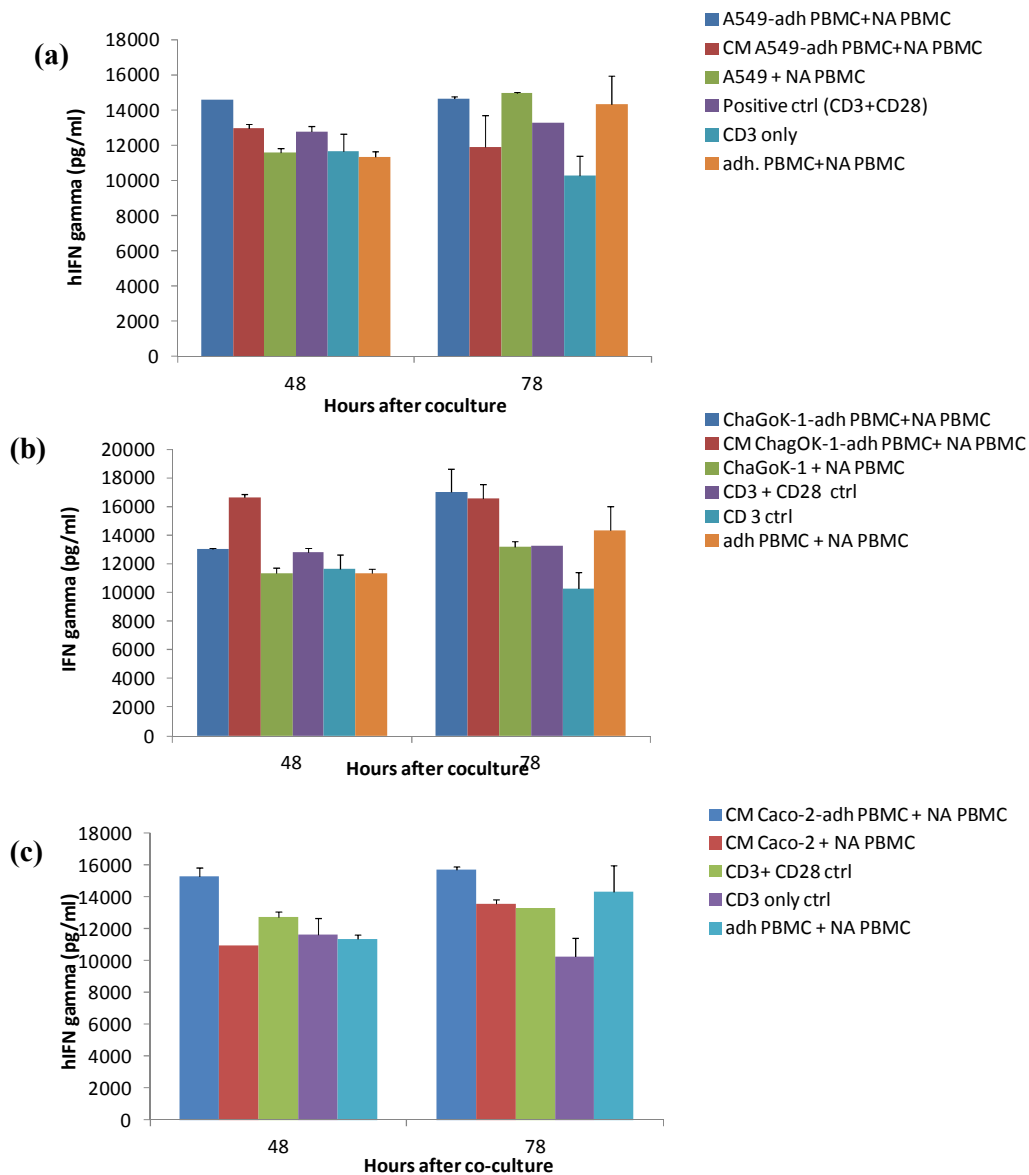 (a)
18000
16000
14000
12000
10000
8000
6000
4000
2000
0
hIFN gamma (pg/ml)
48
78
Hours after coculture
A549-adh PBMC+NA PBMC
CM A549-adh PBMC+NA PBMC
A549 + NA PBMC
Positive ctrl (CD3+CD28)
CD3 only
adh. PBMC+NA PBMC
(b)
20000
18000
16000
14000
12000
10000
8000
6000
4000
2000
0
IFN gamma (pg/ml)
48
78
Hours after coculture
ChaGoK-1-adh PBMC+NA PBMC
CM ChagOK-1-adh PBMC+ NA PBMC
ChaGoK-1 + NA PBMC
CD3 + CD28 ctrl
CD 3 ctrl
adh PBMC + NA PBMC
(c)
18000
16000
14000
12000
10000
8000
6000
4000
2000
0
hIFN gamma (pg/ml)
48
78
Hours after co-culture
CM Caco-2-adh PBMC + NA PBMC
CM Caco-2 + NA PBMC
CD3+ CD28 ctrl
CD3 only ctrl
adh PBMC + NA PBMC